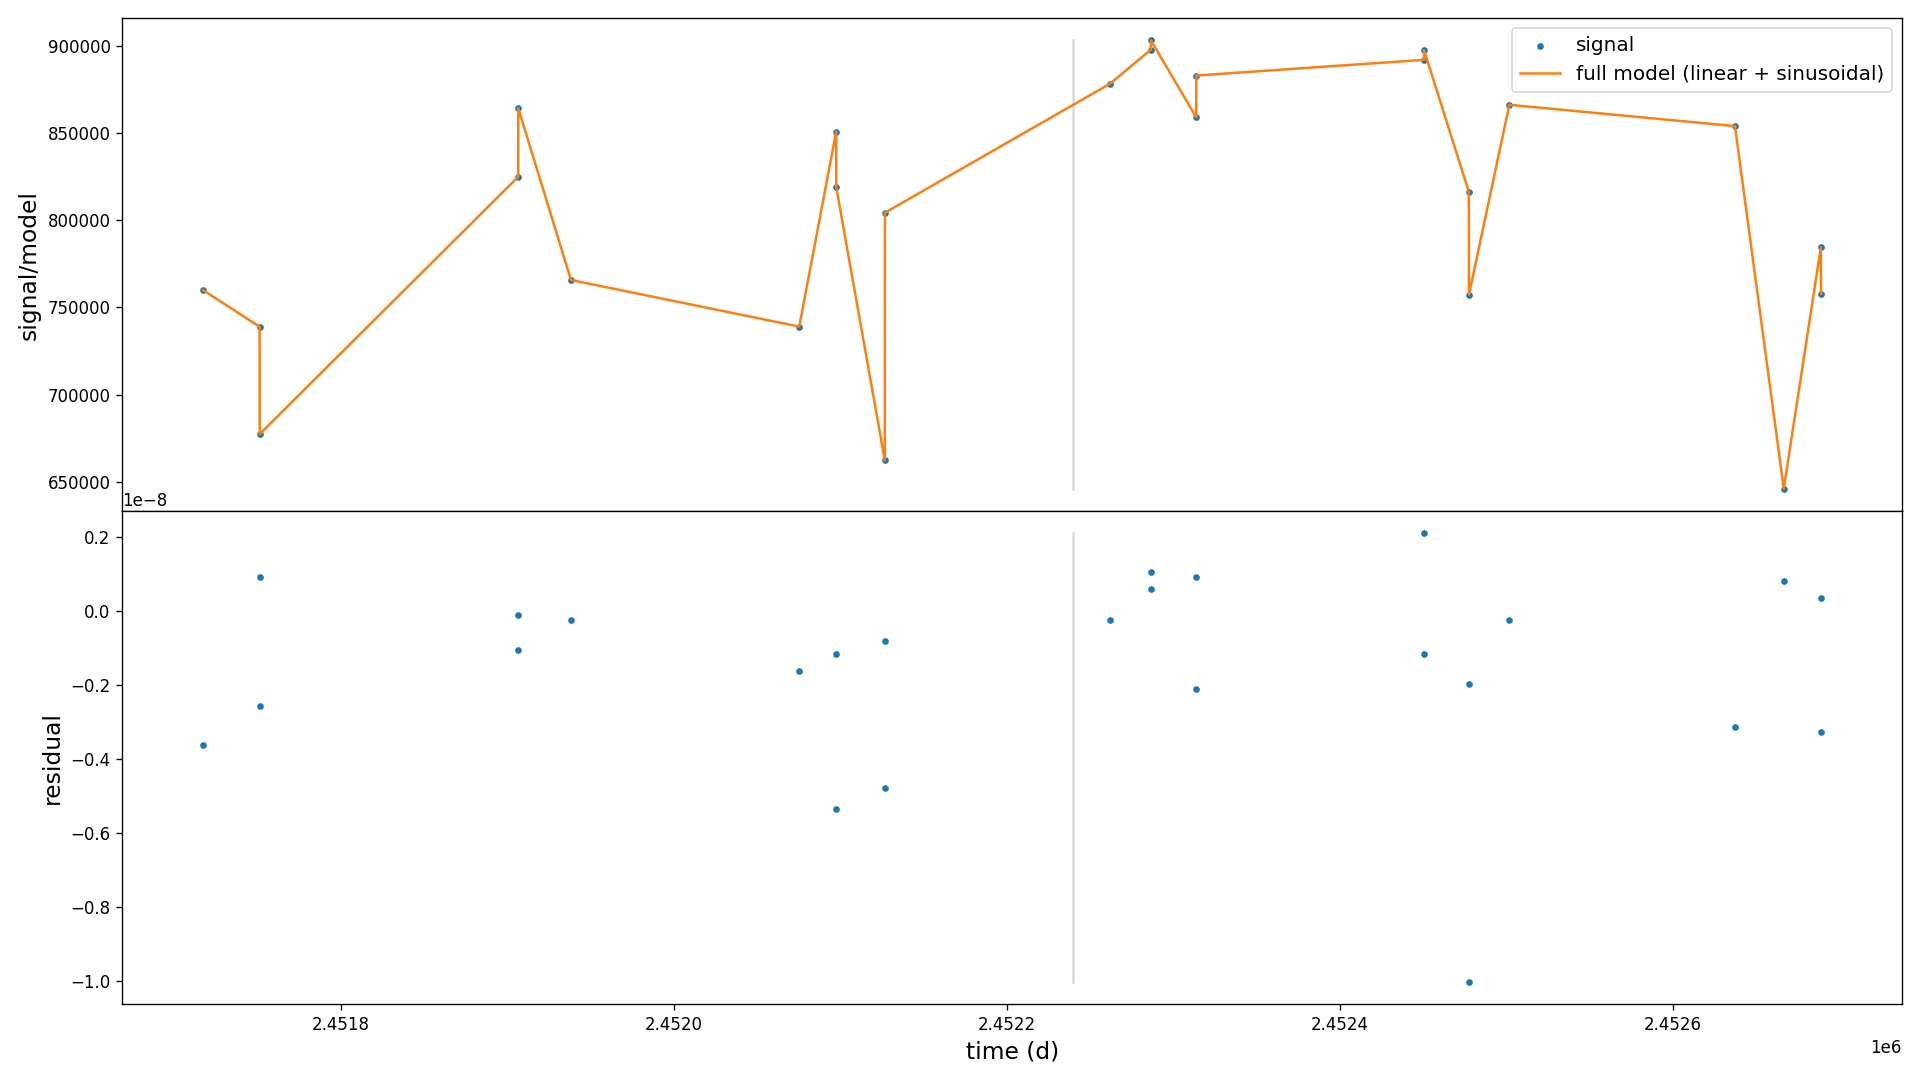 signal/model
900000
850000
800000
750000
700000
650000
signal
full model (linear + sinusoidal)
1e−8
residual
0.2
0.0
−0.2
−0.4
−0.6
−0.8
−1.0
2.4518
2.4520
2.4522
2.4524
2.4526
time (d)
1e6